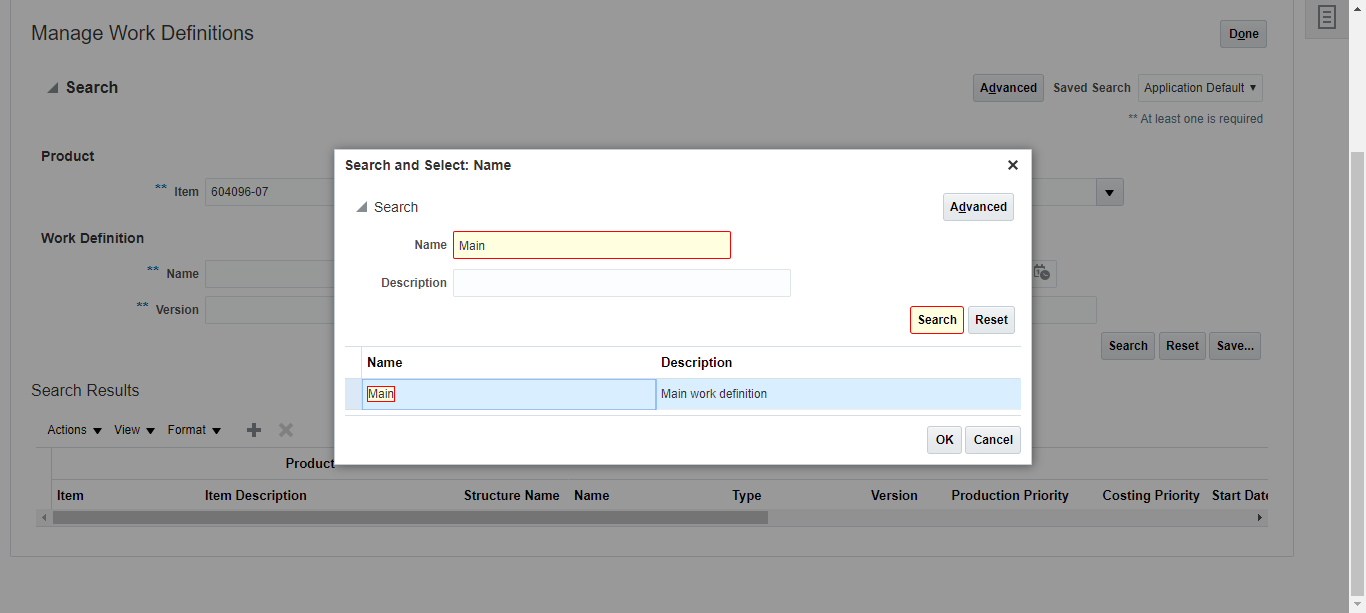 Manage Work Definitions
Done
Search
Advanced Saved Search Application Default
** At least one is required
Product
** Item 604096-07
Work Definition
** Name
** Version
Search Reset Save...
Search and Select: Name
Search
Advanced
Name Main
Description
Search Reset
Name Description
Main Main work definition
OK Cancel
Search Results
Actions View Format
Product
Item Item Description Structure Name Name Type Version Production Priority Costing Priority Start Date